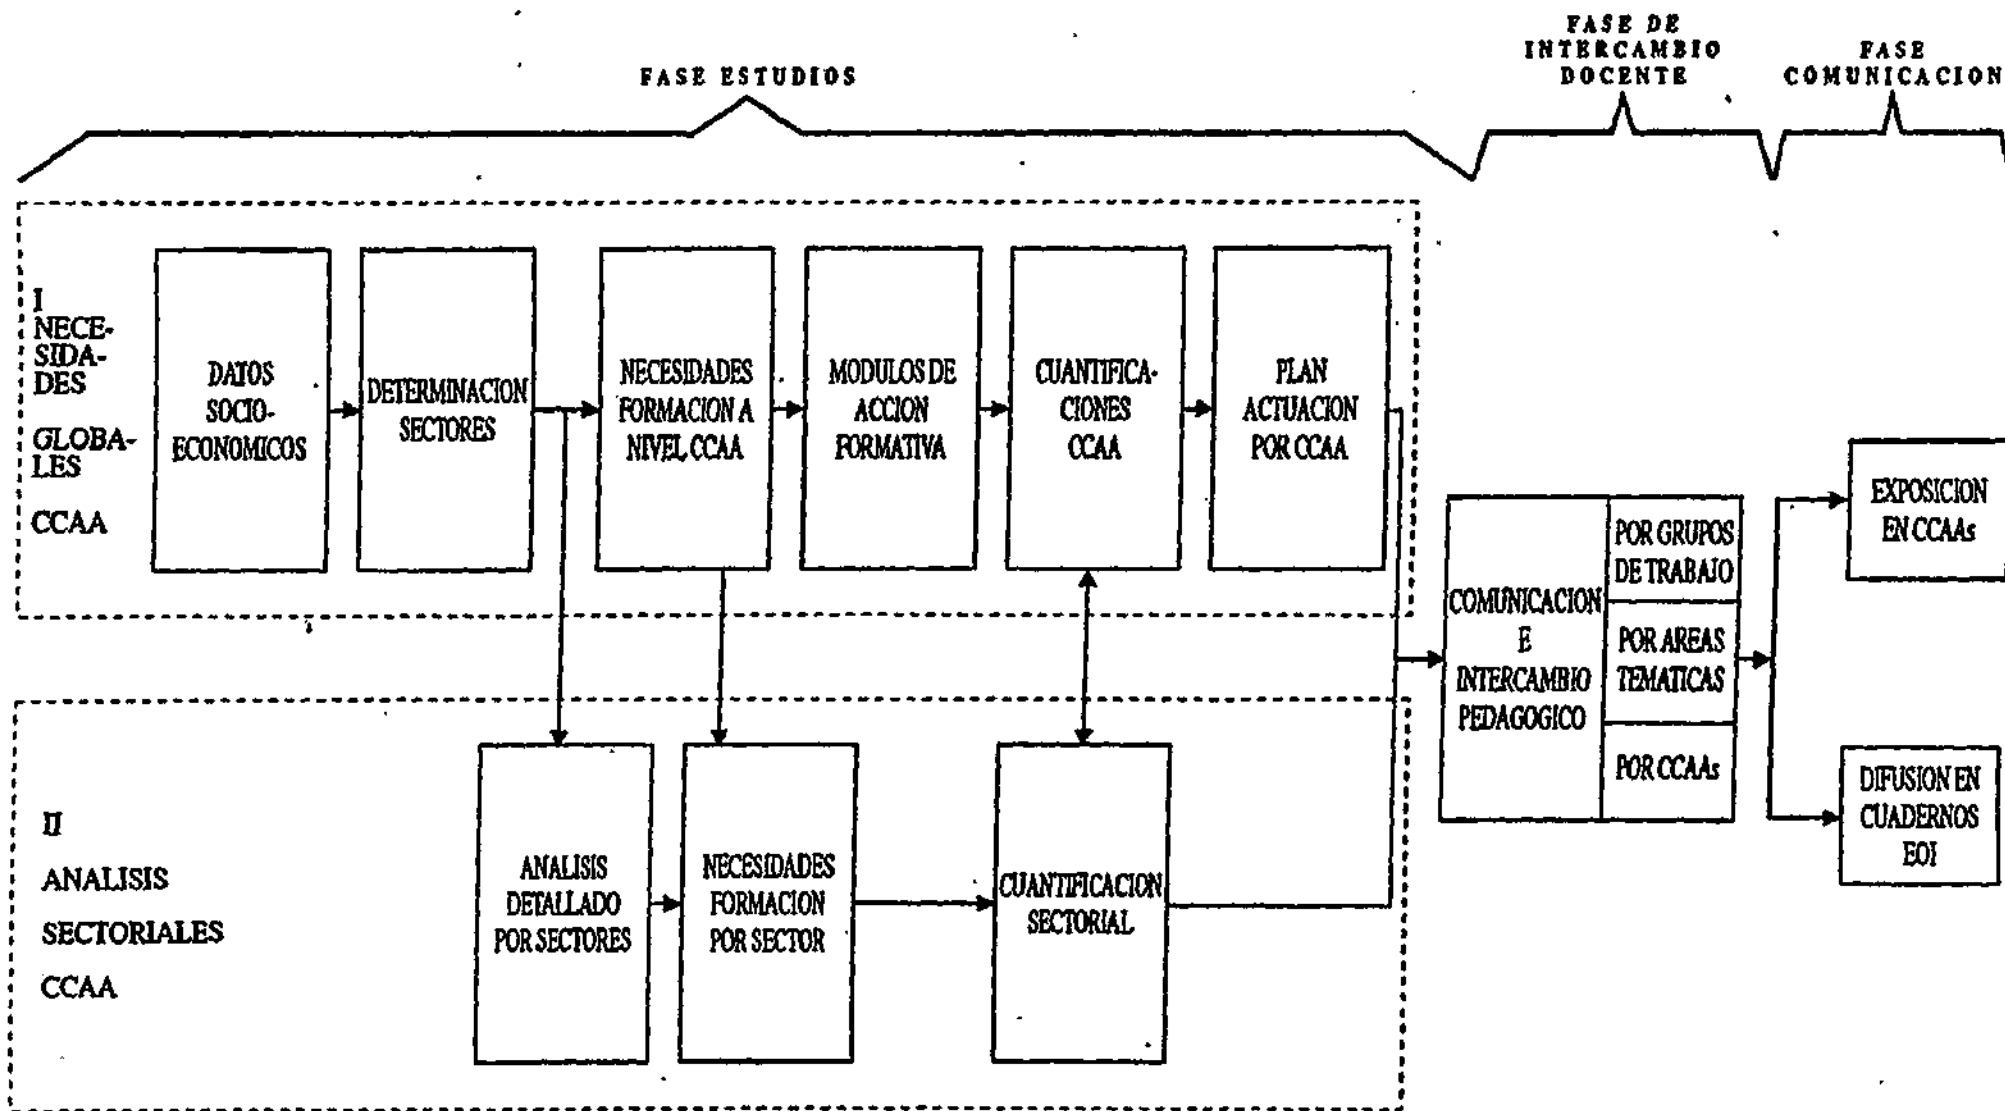 FASE ESTUDIOS
FASE DE
INTERCAMBIO
DOCENTE
FASE
COMUNICACION
I
NECE-
SIDA-
DES
GLOBA-
LES
CCAA
DATOS
SOCIO-
ECONOMICOS
DETERMINACION
SECTORES
NECESIDADES
FORMACION A
NIVEL CCAA
MODULOS DE
ACCION
FORMATIVA
CUANTIFICA-
CIONES
CCAA
PLAN
ACTUACION
POR CCAA
II
ANALISIS
SECTORIALES
CCAA
ANALISIS
DETALLADO
POR SECTORES
NECESIDADES
FORMACION
POR SECTOR
CUANTIFICACION
SECTORIAL
COMUNICACION
E
INTERCAMBIO
PEDAGOGICO
POR GRUPOS
DE TRABAJO
POR AREAS
TEMATICAS
POR CCAAs
EXPOSICION
EN CCAAs
DIFUSION EN
CUADERNOS
EOI